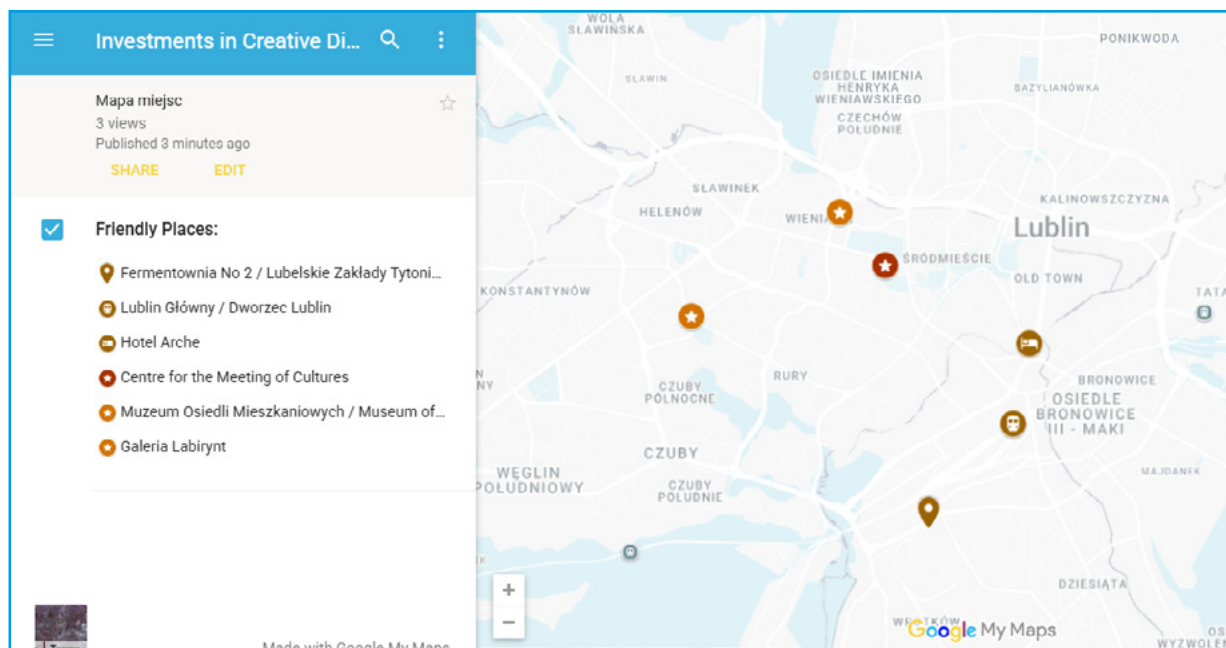 Investments in Creative Di...
Mapa miejsc
3 views
Published 3 minutes ago
SHARE EDIT
Friendly Places:
Fermentownia No 2 / Lubelskie Zakłady Tytoni...
Lublin Główny / Dworzec Lublin
Hotel Arche
Centre for the Meeting of Cultures
Muzeum Osiedli Mieszkaniowych / Museum of...
Galeria Labirynt
Made with Google My Maps
WOLA
SŁAWIŃSKA
PONIKWODA
SŁAWIN
OSIEDLE IMIENIA
HENRYKA
WIENIAWSKIEGO
BAZYLIANÓWKA
CZECHÓW
POŁUDNIE
SŁAWINEK
KALINOWSZCZYZNA
HELENÓW
Lublin
ŚRÓDMIEŚCIE
OLD TOWN
KONSTANTYNÓW
RURY
CZUBY
PÓŁNOCNE
BRONOWICE
OSIEDLE
BRONOWICE
III - MAKI
CZUBY
WĘGLIN
POŁUDNIOWY
CZUBY
POŁUDNIE
MAJDANEK
DZIESIĄTA
Google My Maps